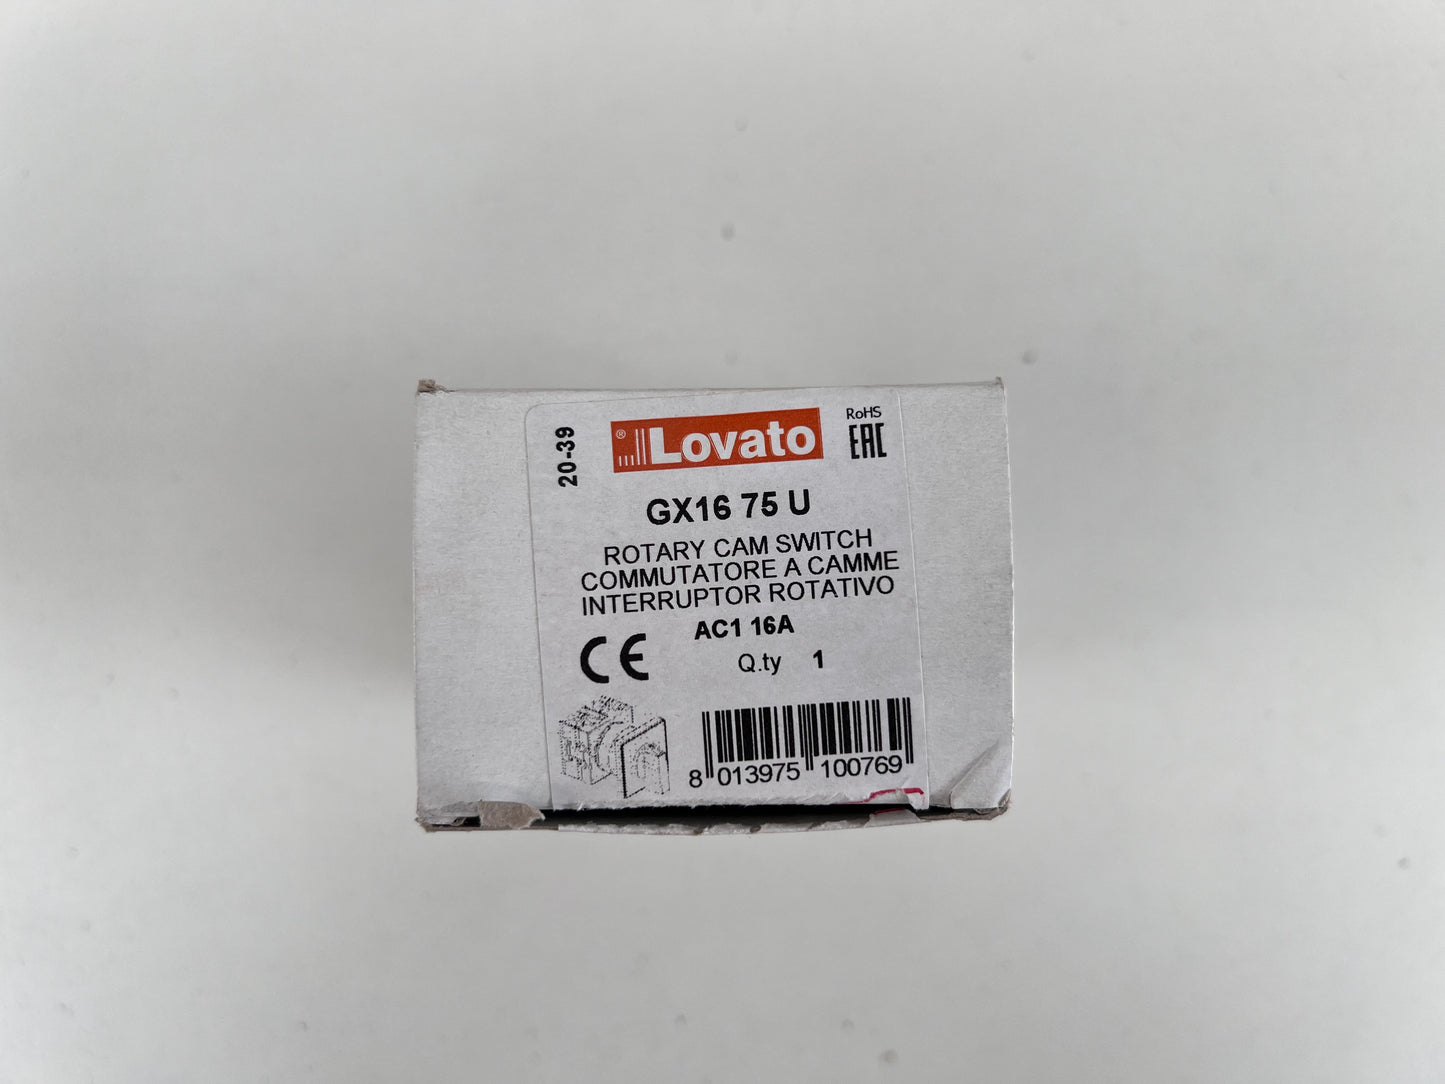 20-39
® Lovato
RoHS
EAC
GX16 75 U
ROTARY CAM SWITCH
COMMUTATORE A CAMME
INTERRUPTOR ROTATIVO
AC1 16A
CE
Q.ty 1
8 013975 100769